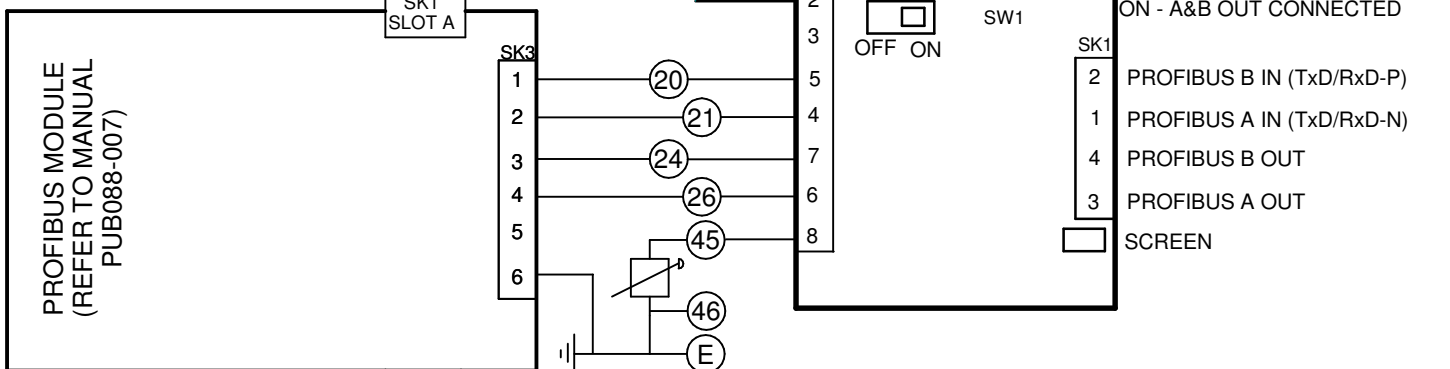 SK1
SLOT A
PROFIBUS MODULE
(REFER TO MANUAL
PUB088-007)
SK3
1
2
3
4
5
6
20
21
24
26
45
46
E
2
3
5
4
7
6
8
OFF ON
SW1
ON - A&B OUT CONNECTED
SK1
2 PROFIBUS B IN (TxD/RxD-P)
1 PROFIBUS A IN (TxD/RxD-N)
4 PROFIBUS B OUT
3 PROFIBUS A OUT
SCREEN